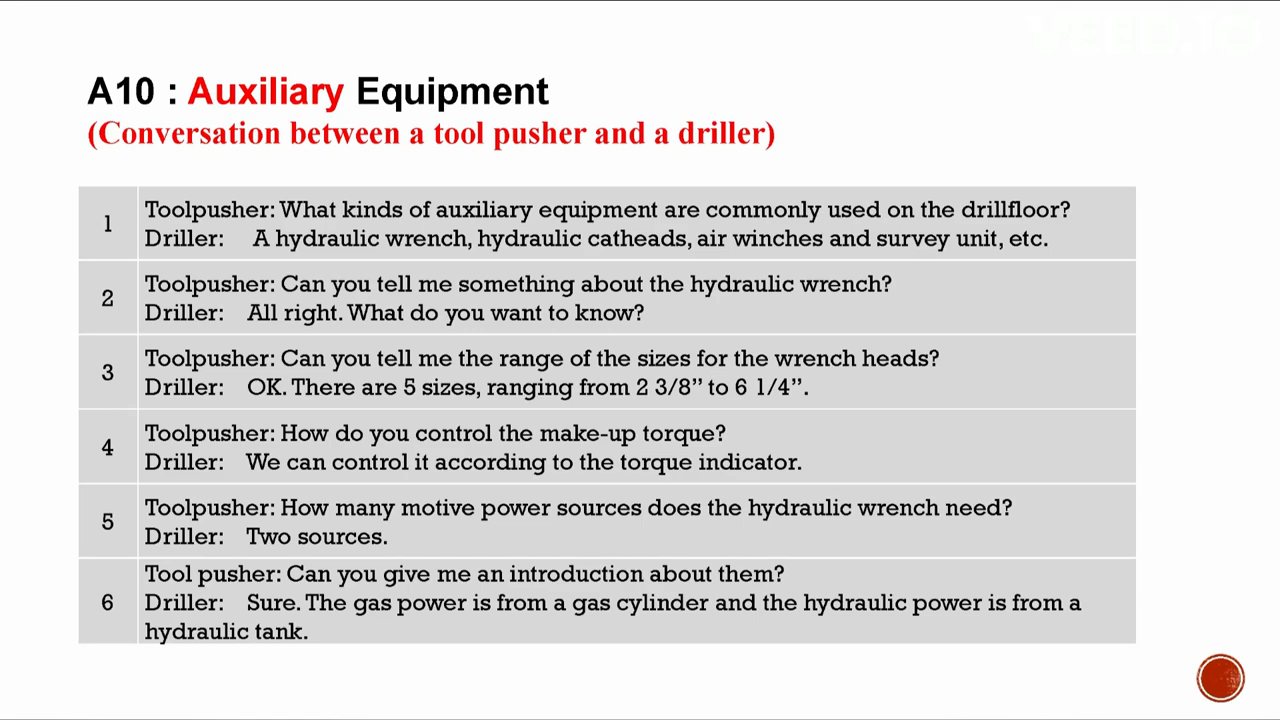 A10 : Auxiliary Equipment
(Conversation between a tool pusher and a driller)
1
Toolpusher: What kinds of auxiliary equipment are commonly used on the drillfloor?
Driller: A hydraulic wrench, hydraulic catheads, air winches and survey unit, etc.
2
Toolpusher: Can you tell me something about the hydraulic wrench?
Driller: All right. What do you want to know?
3
Toolpusher: Can you tell me the range of the sizes for the wrench heads?
Driller: OK. There are 5 sizes, ranging from 2 3/8” to 6 1/4”.
4
Toolpusher: How do you control the make-up torque?
Driller: We can control it according to the torque indicator.
5
Toolpusher: How many motive power sources does the hydraulic wrench need?
Driller: Two sources.
6
Tool pusher: Can you give me an introduction about them?
Driller: Sure. The gas power is from a gas cylinder and the hydraulic power is from a
hydraulic tank.